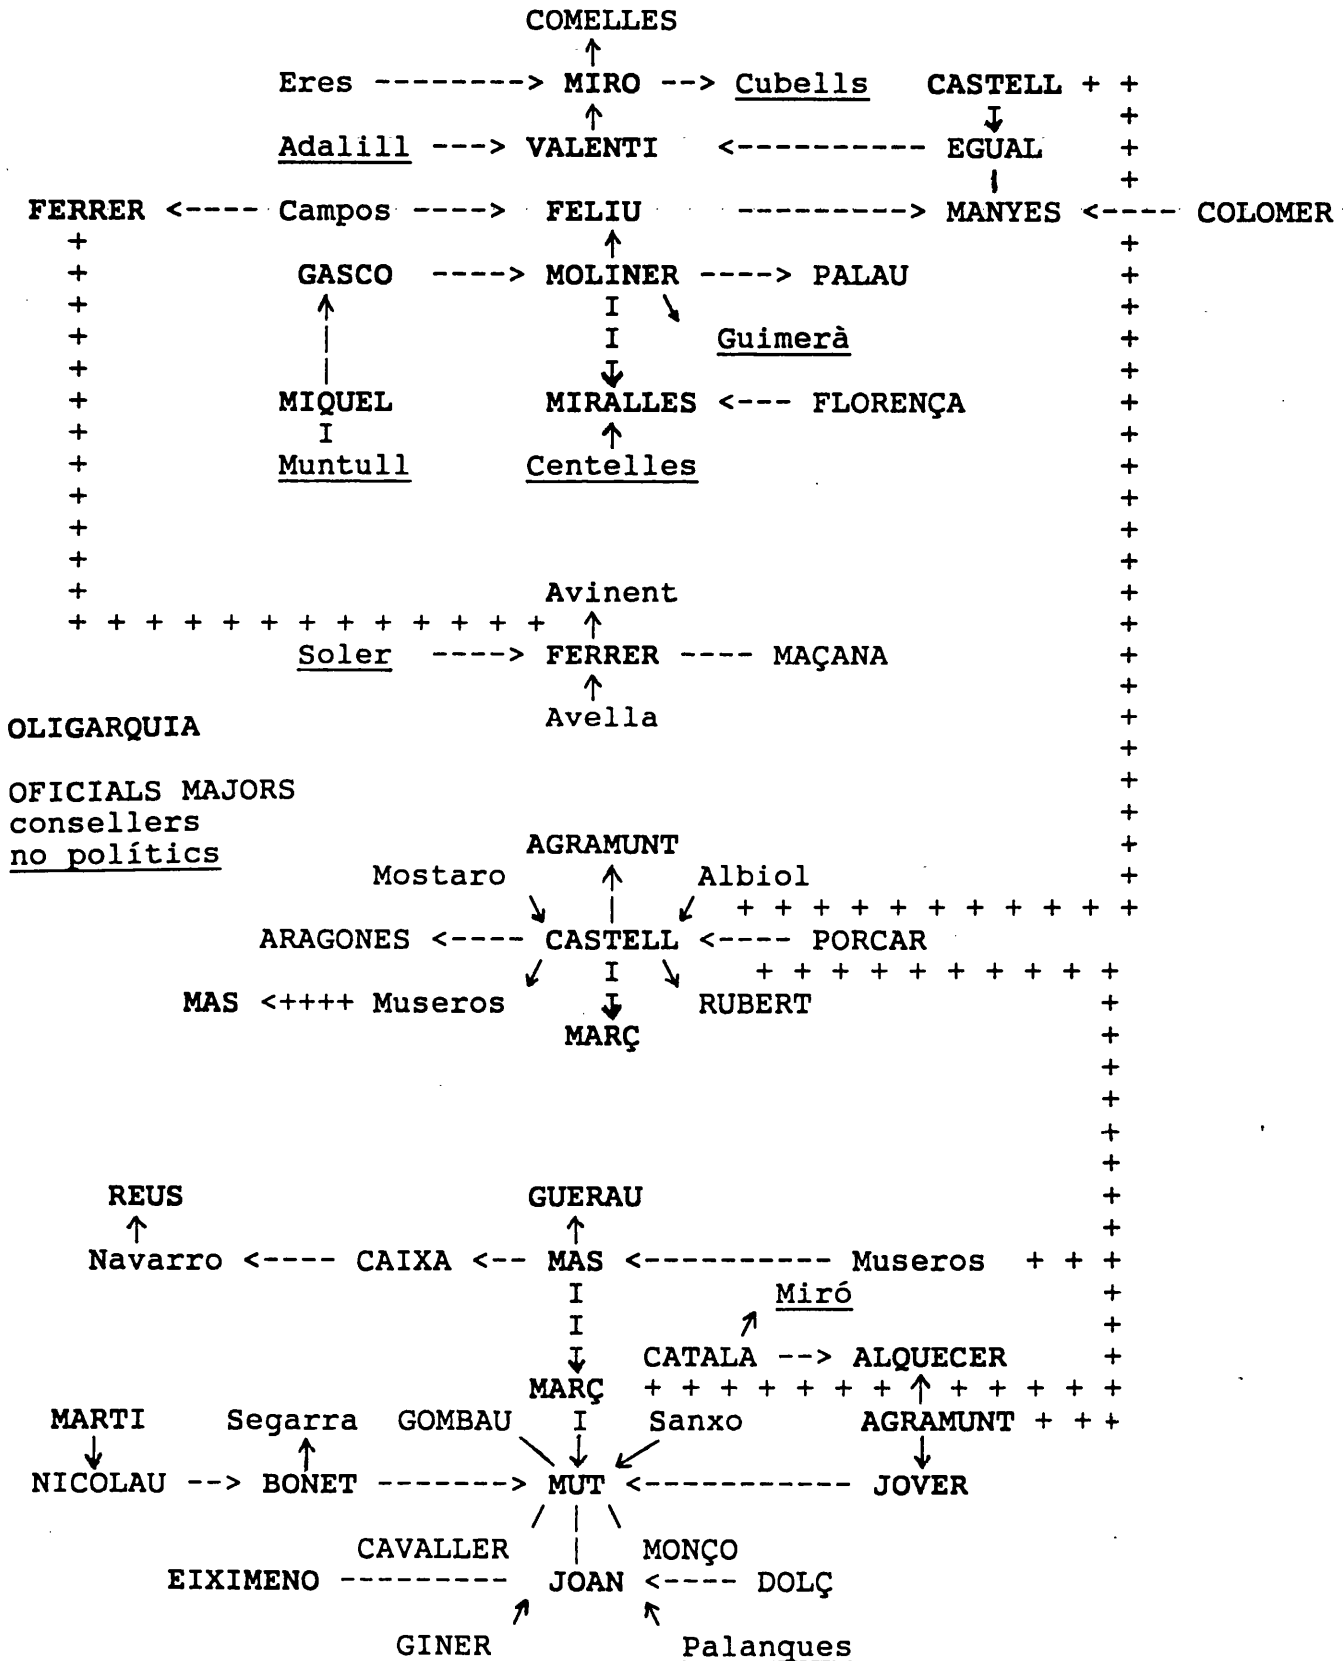 COMELLES
Eres --------> MIRO --> Cubells CASTELL + +
Adalill ---> VALENTI <---------- EGUAL
FERRER <---- Campos ----> FELIU ---------> MANYES <---- COLOMER
GASCO ----> MOLINER ----> PALAU
Guimerà
MIQUEL MIRALLES <--- FLORENÇA
Muntull Centelles
Avinent
Soler ----> FERRER ---- MAÇANA
Avella
OLIGARQUIA
OFICIALS MAJORS
consellers
no polítics
AGRAMUNT
Mostaro Albiol
ARAGONES <---- CASTELL <---- PORCAR
MAS <++++ Museros RUBERT
MARÇ
REUS GUERAU
Navarro <---- CAIXA <-- MAS <----------- Museros + + +
Miró
CATALA --> ALQUECER
MARÇ
MARTI Segarra GOMBAU Sanxo AGRAMUNT + + +
NICOLAU --> BONET -------> MUT <----------- JOVER
CAVALLER MONÇO
EIXIMENO --------- JOAN <---- DOLÇ
GINER Palanques